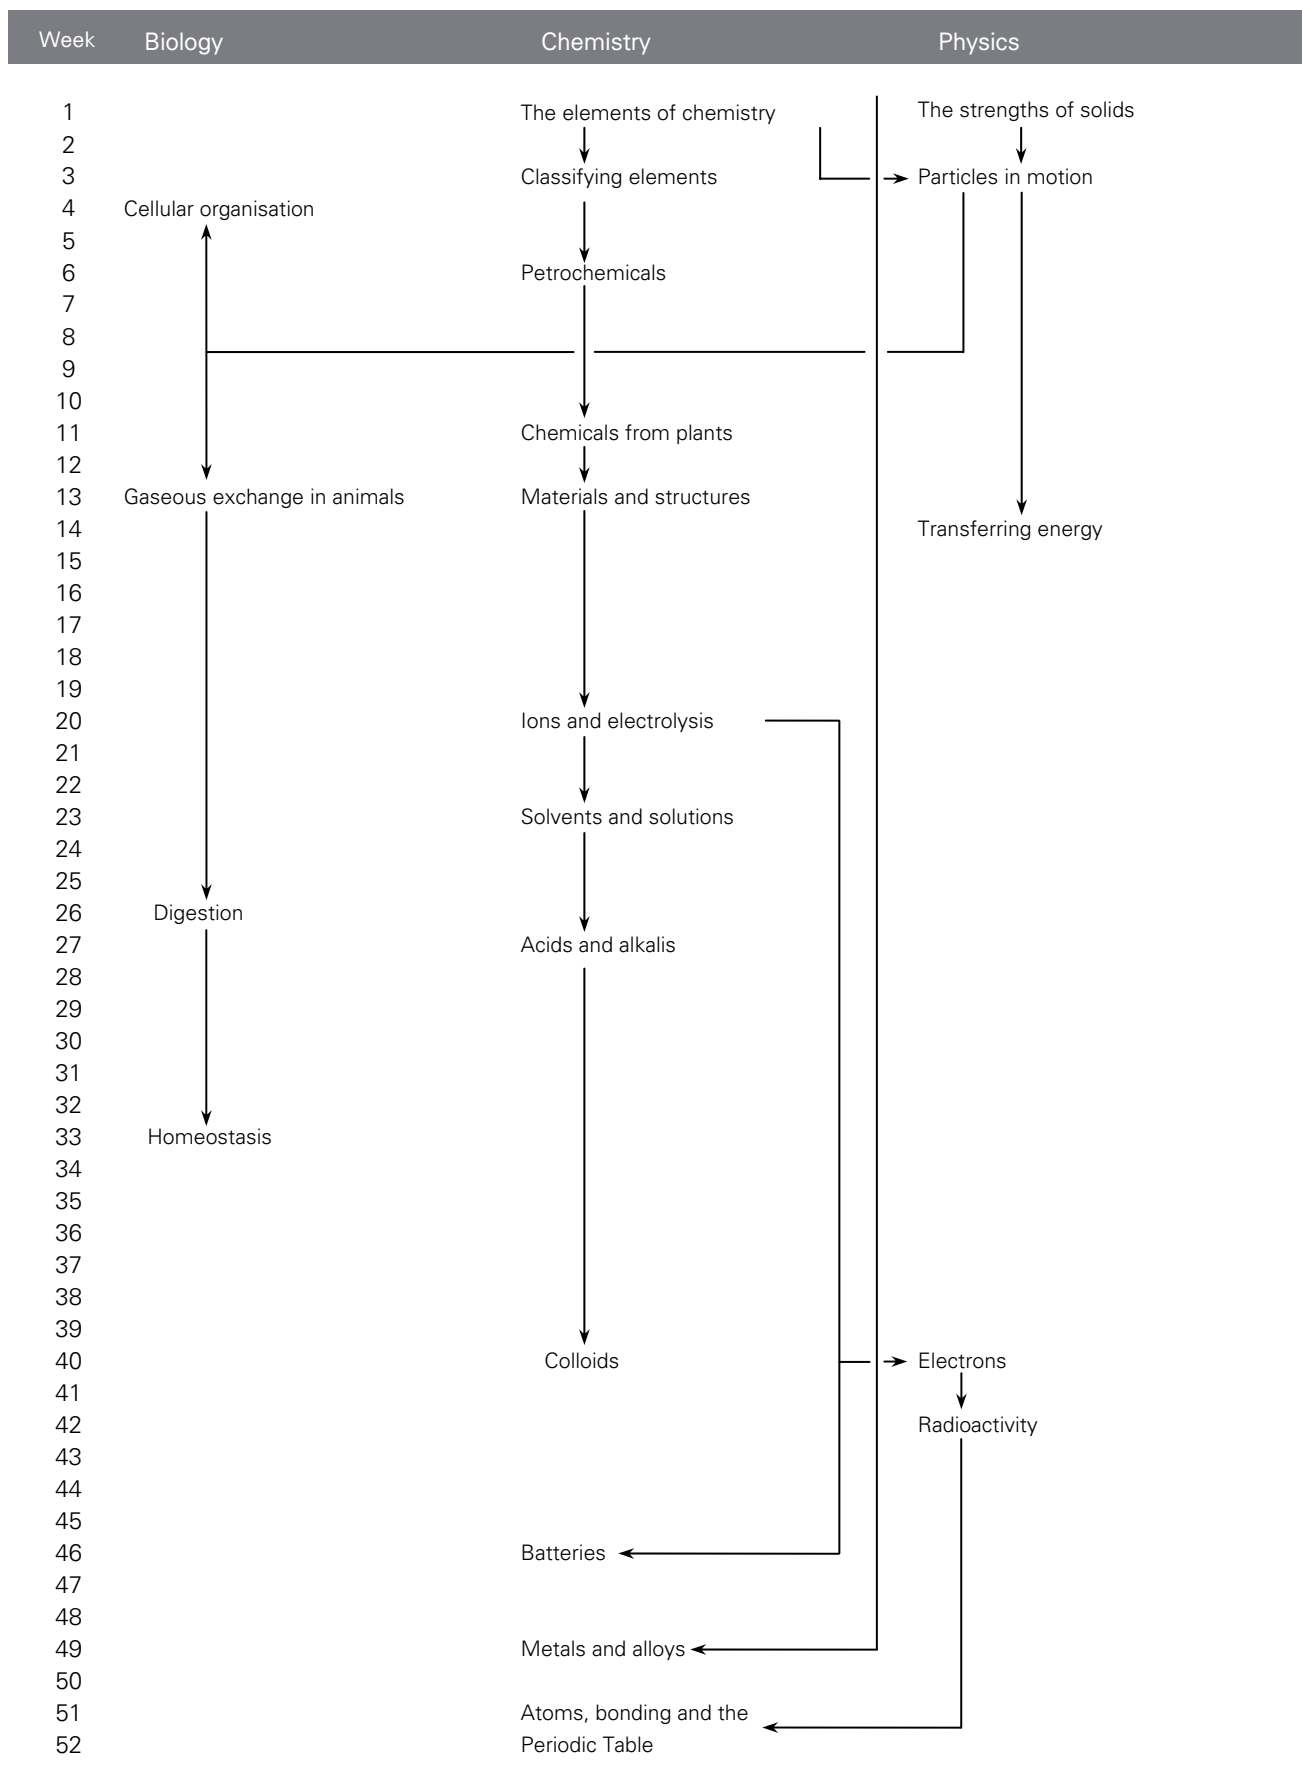 Week Biology Chemistry Physics
1 The elements of chemistry The strengths of solids
2
3 Classifying elements Particles in motion
4 Cellular organisation
5
6 Petrochemicals
7
8
9
10
11 Chemicals from plants
12
13 Gaseous exchange in animals Materials and structures
14 Transferring energy
15
16
17
18
19
20 Ions and electrolysis
21
22
23 Solvents and solutions
24
25
26 Digestion
27 Acids and alkalis
28
29
30
31
32
33 Homeostasis
34
35
36
37
38
39
40 Colloids Electrons
41
42 Radioactivity
43
44
45
46 Batteries
47
48
49 Metals and alloys
50
51 Atoms, bonding and the
52 Periodic Table